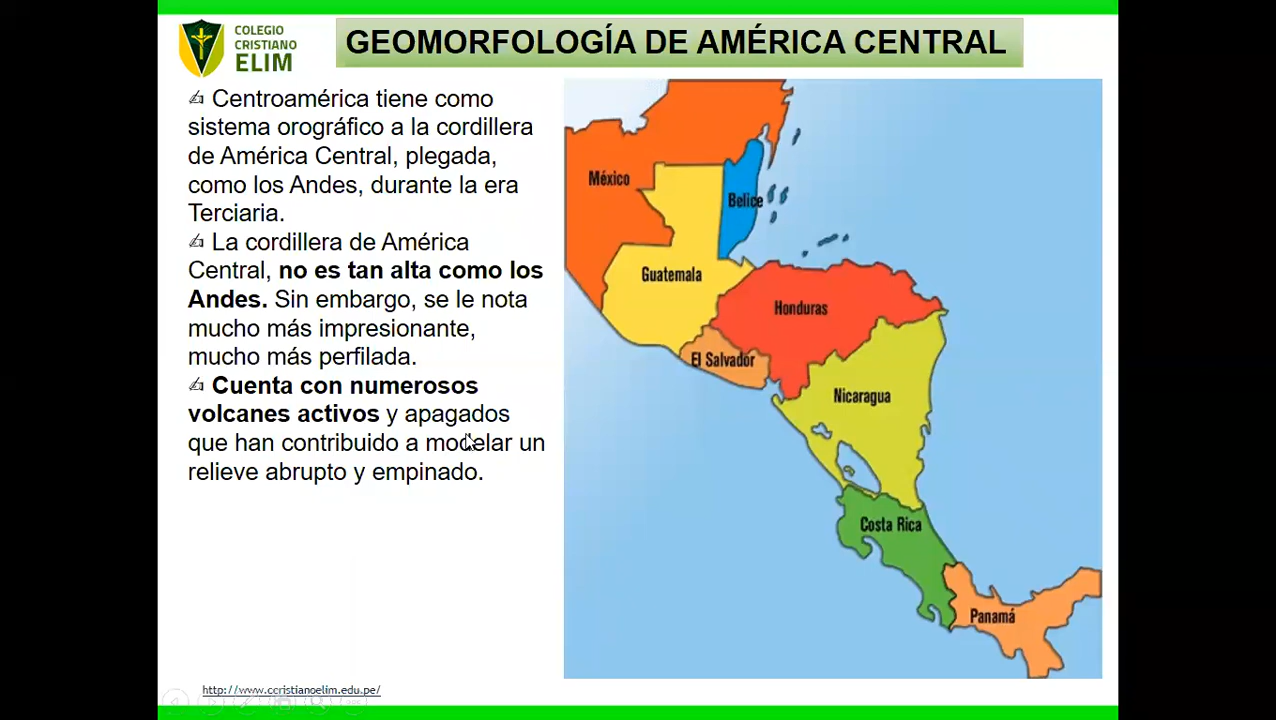 COLEGIO
CRISTIANO
ELIM
GEOMORFOLOGÍA DE AMÉRICA CENTRAL
✍ Centroamérica tiene como
sistema orográfico a la cordillera
de América Central, plegada,
como los Andes, durante la era
Terciaria.
✍ La cordillera de América
Central, no es tan alta como los
Andes. Sin embargo, se le nota
mucho más impresionante,
mucho más perfilada.
✍ Cuenta con numerosos
volcanes activos y apagados
que han contribuido a modelar un
relieve abrupto y empinado.
México
Belice
Guatemala
Honduras
El Salvador
Nicaragua
Costa Rica
Panamá
http://www.ccristianoelim.edu.pe/